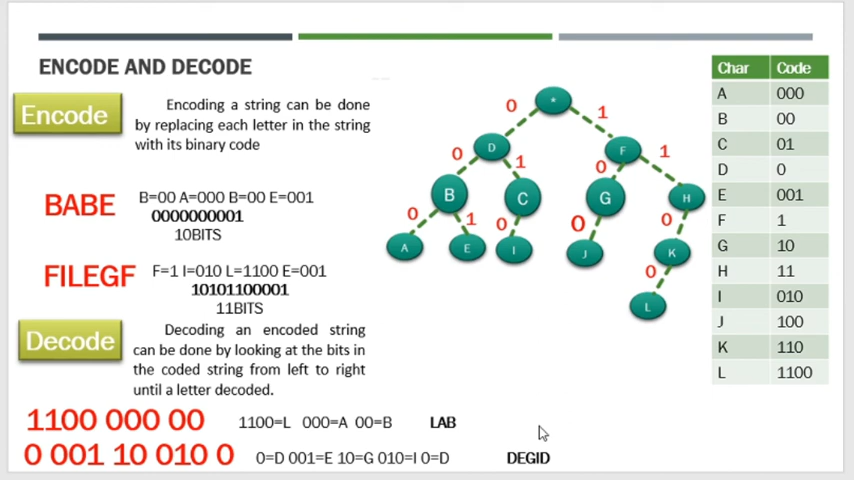 ENCODE AND DECODE
Encode
Encoding a string can be done
by replacing each letter in the string
with its binary code
BABE
B=00 A=000 B=00 E=001
0000000001
10BITS
FILEGF
F=1 I=010 L=1100 E=001
10101100001
11BITS
Decode
Decoding an encoded string
can be done by looking at the bits in
the coded string from left to right
until a letter decoded.
1100 000 00
1100=L 000=A 00=B
LAB
0 001 10 010 0
0=D 001=E 10=G 010=I 0=D
DEGID
*
0 1
D F
0 1 0 1
B C G H
0 1 0 0 0
A E I J K
0
L
Char Code
A 000
B 00
C 01
D 0
E 001
F 1
G 10
H 11
I 010
J 100
K 110
L 1100